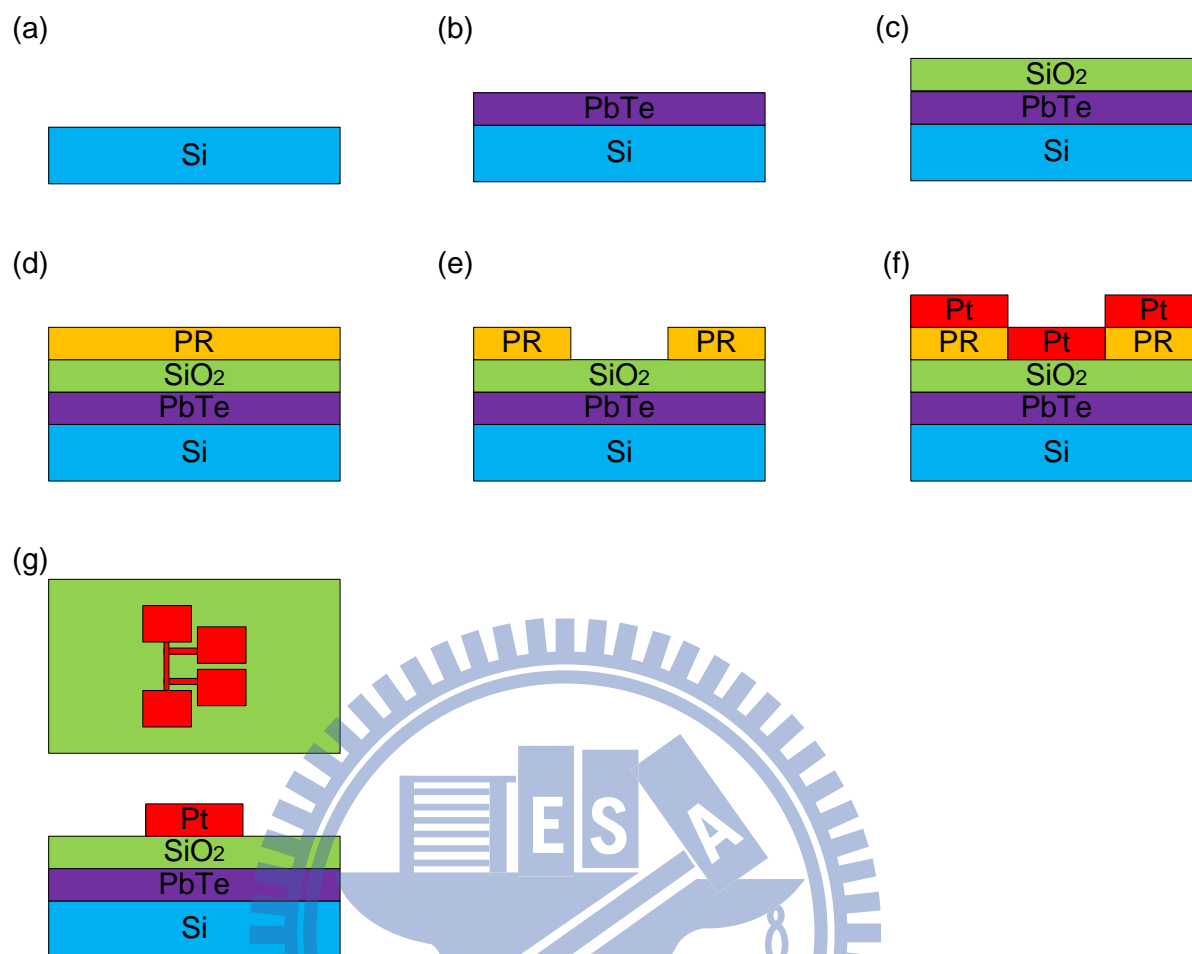 (a)
Si
(b)
PbTe
Si
(c)
SiO2
PbTe
Si
(d)
PR
SiO2
PbTe
Si
(e)
PR PR
SiO2
PbTe
Si
(f)
Pt Pt
PR Pt PR
SiO2
PbTe
Si
(g)
Pt
SiO2
PbTe
Si
E S A